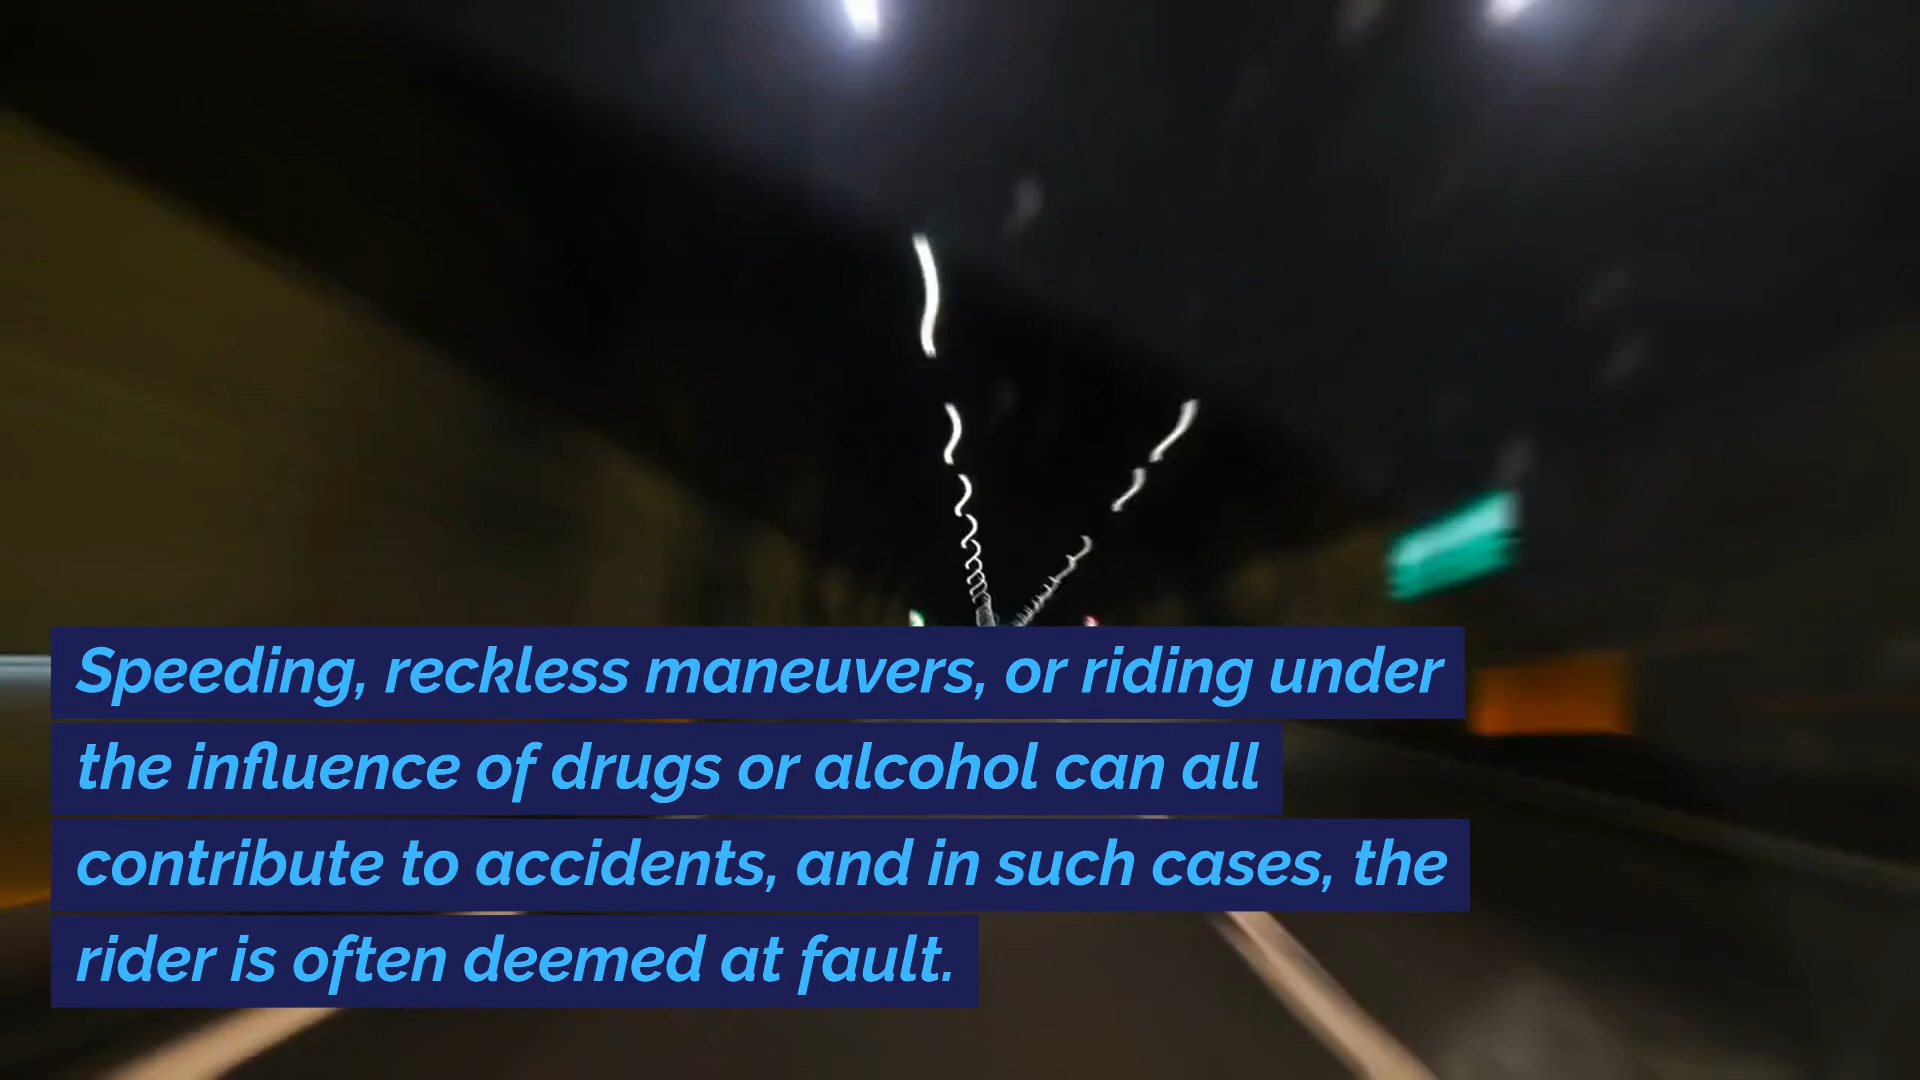 Speeding, reckless maneuvers, or riding under
the influence of drugs or alcohol can all
contribute to accidents, and in such cases, the
rider is often deemed at fault.